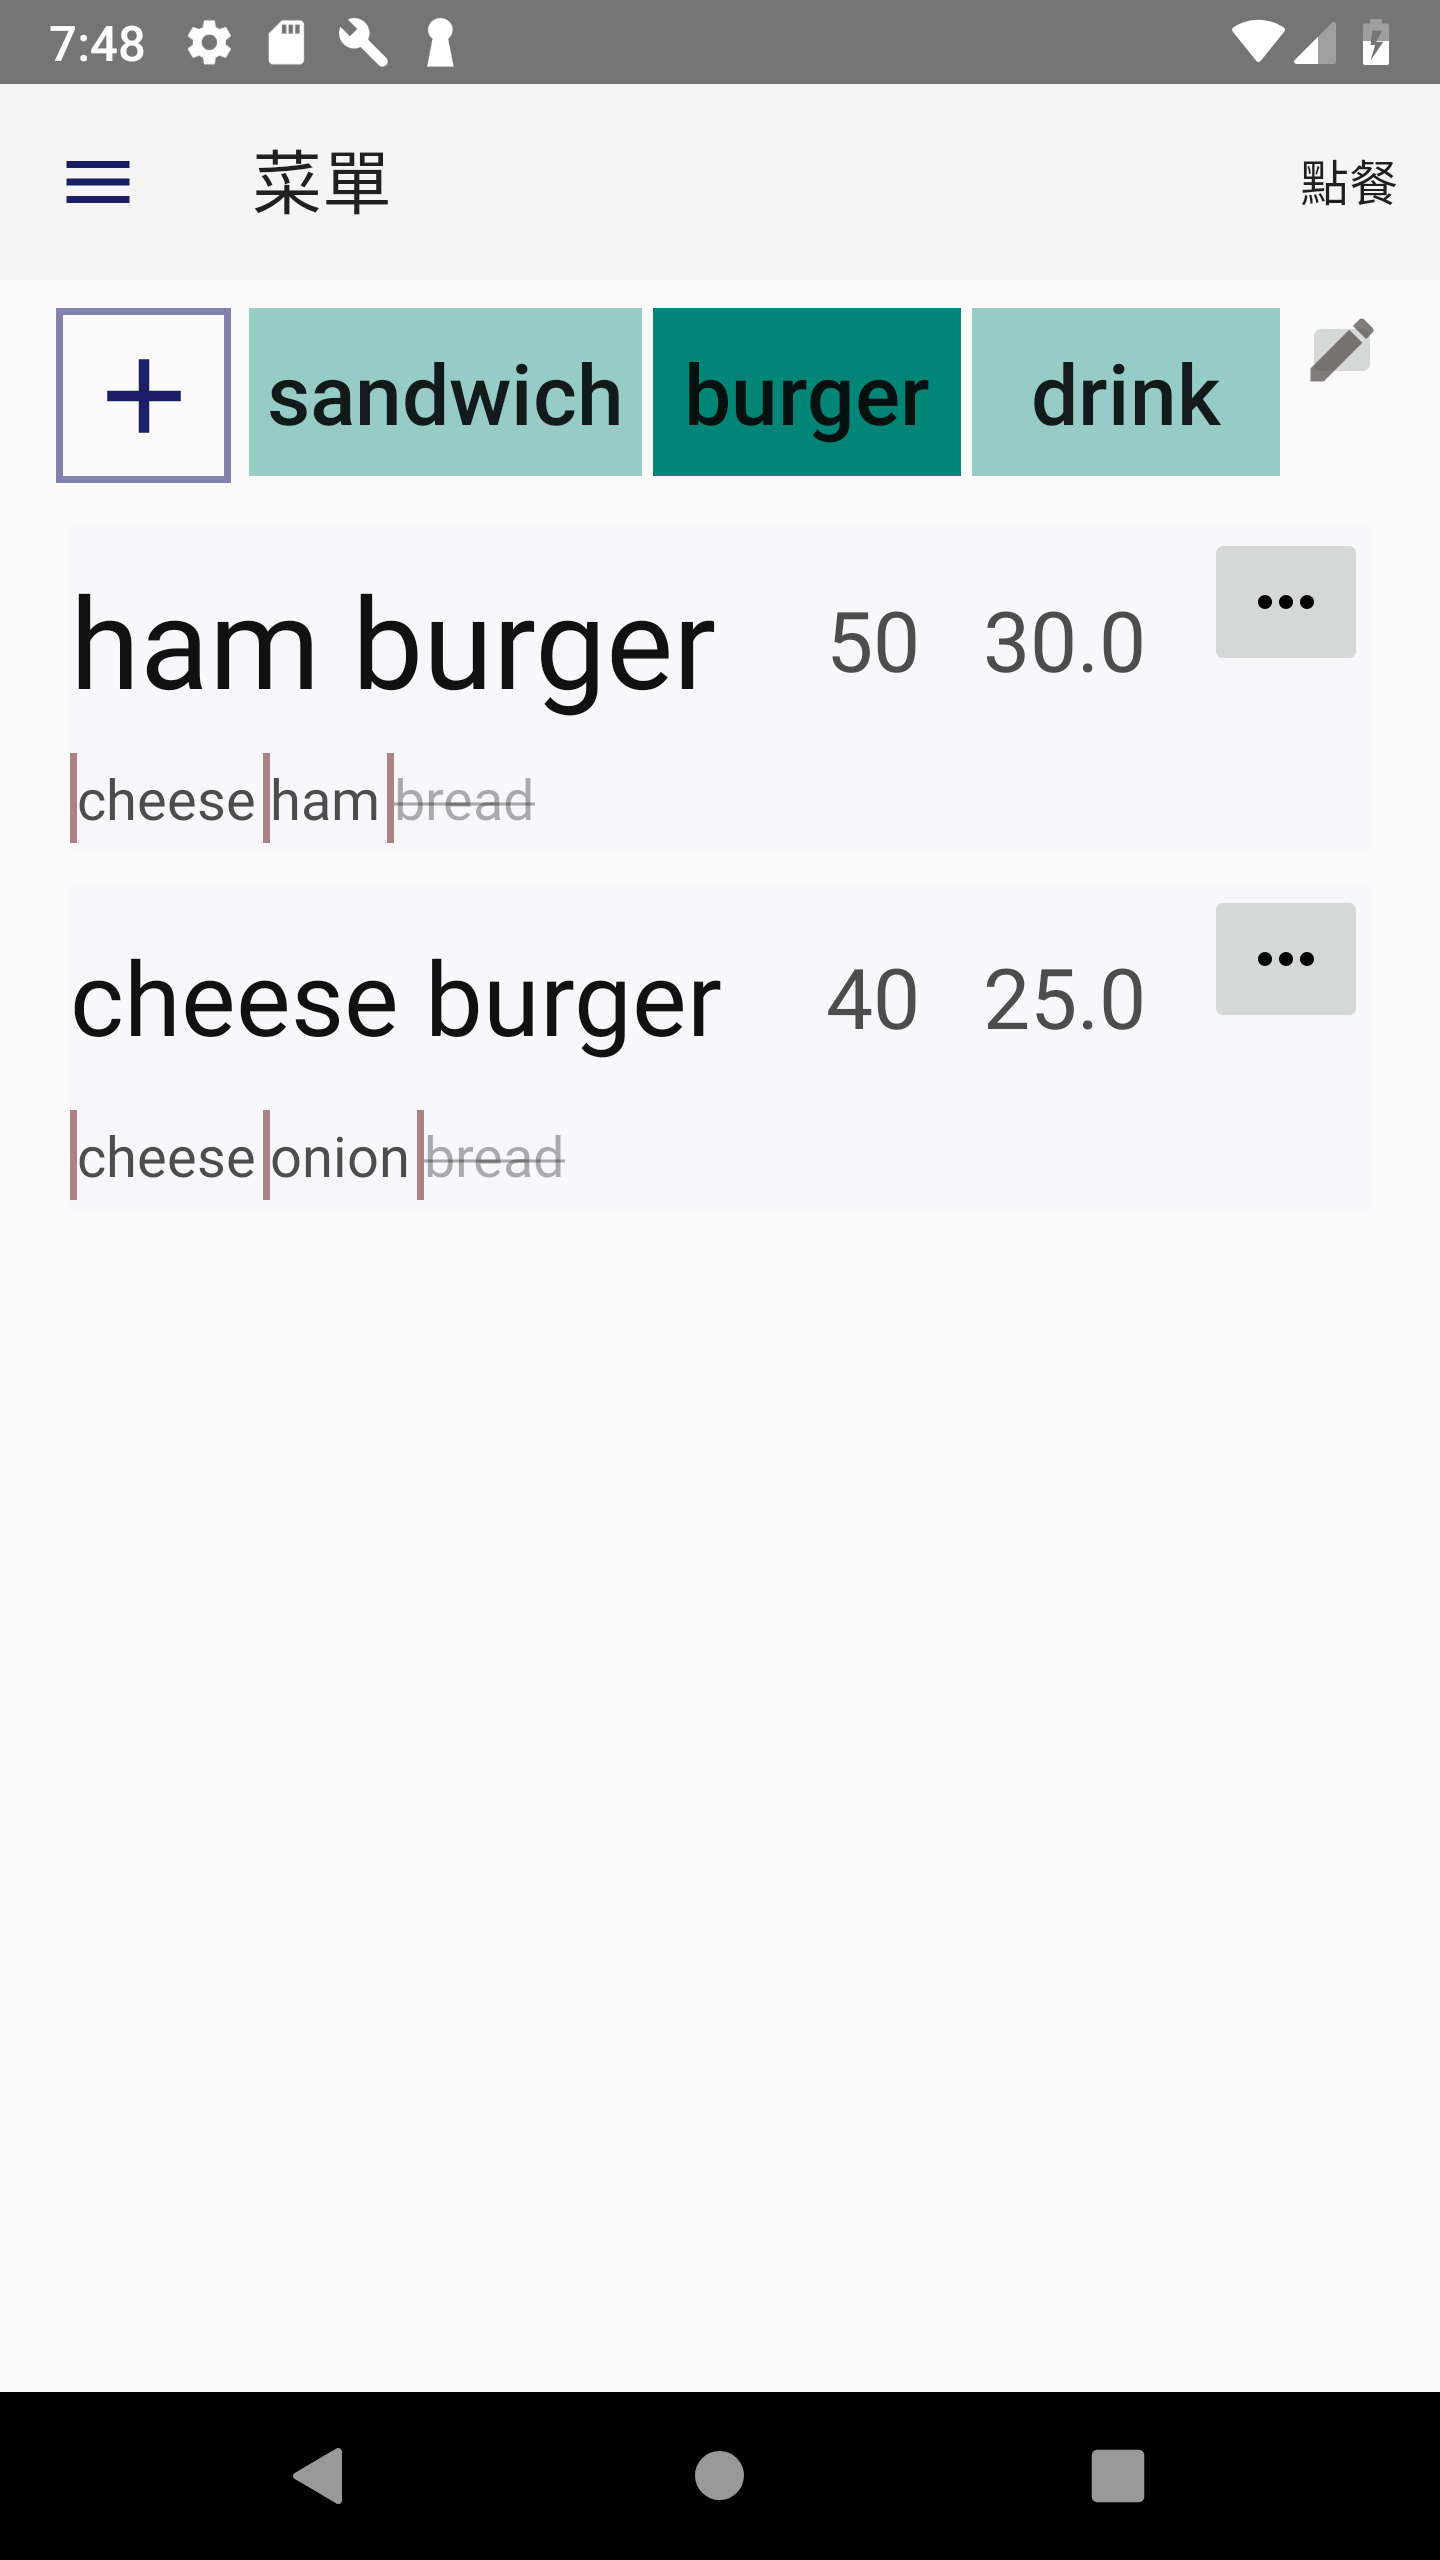 7:48
菜單 點餐
sandwich burger drink
ham burger 50 30.0
cheese ham bread
cheese burger 40 25.0
cheese onion bread